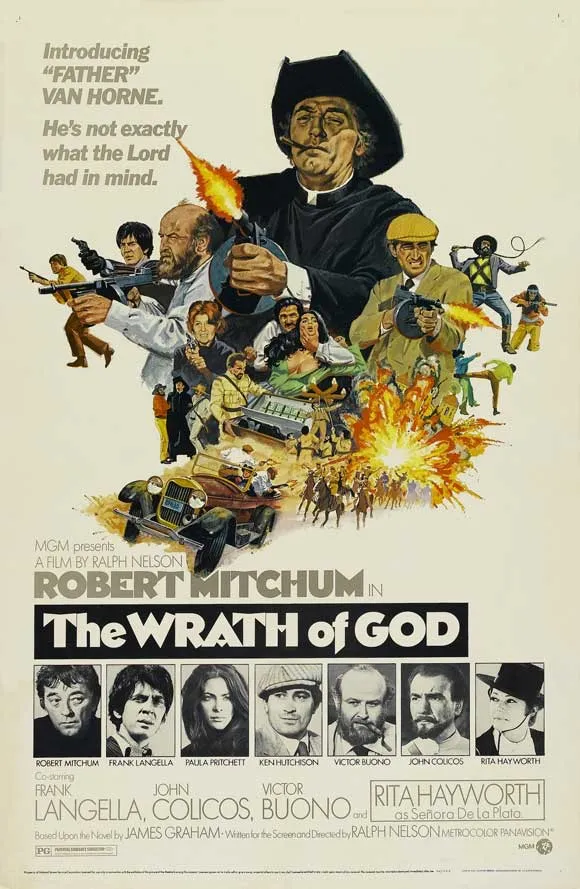 Introducing
“FATHER”
VAN HORNE.
He's not exactly
what the Lord
had in mind.
MGM presents
A FILM BY RALPH NELSON
ROBERT MITCHUM IN
The WRATH of GOD
ROBERT MITCHUM FRANK LANGELLA PAULA PRITCHETT KEN HUTCHISON VICTOR BUONO JOHN COLICOS RITA HAYWORTH
Co-starring
FRANK LANGELLA, JOHN COLICOS, VICTOR BUONO and RITA HAYWORTH
as Señora De La Plata.
Based Upon the Novel by JAMES GRAHAM · Written for the Screen and Directed by RALPH NELSON METROCOLOR PANAVISION
PG PARENTAL GUIDANCE SUGGESTED
MGM